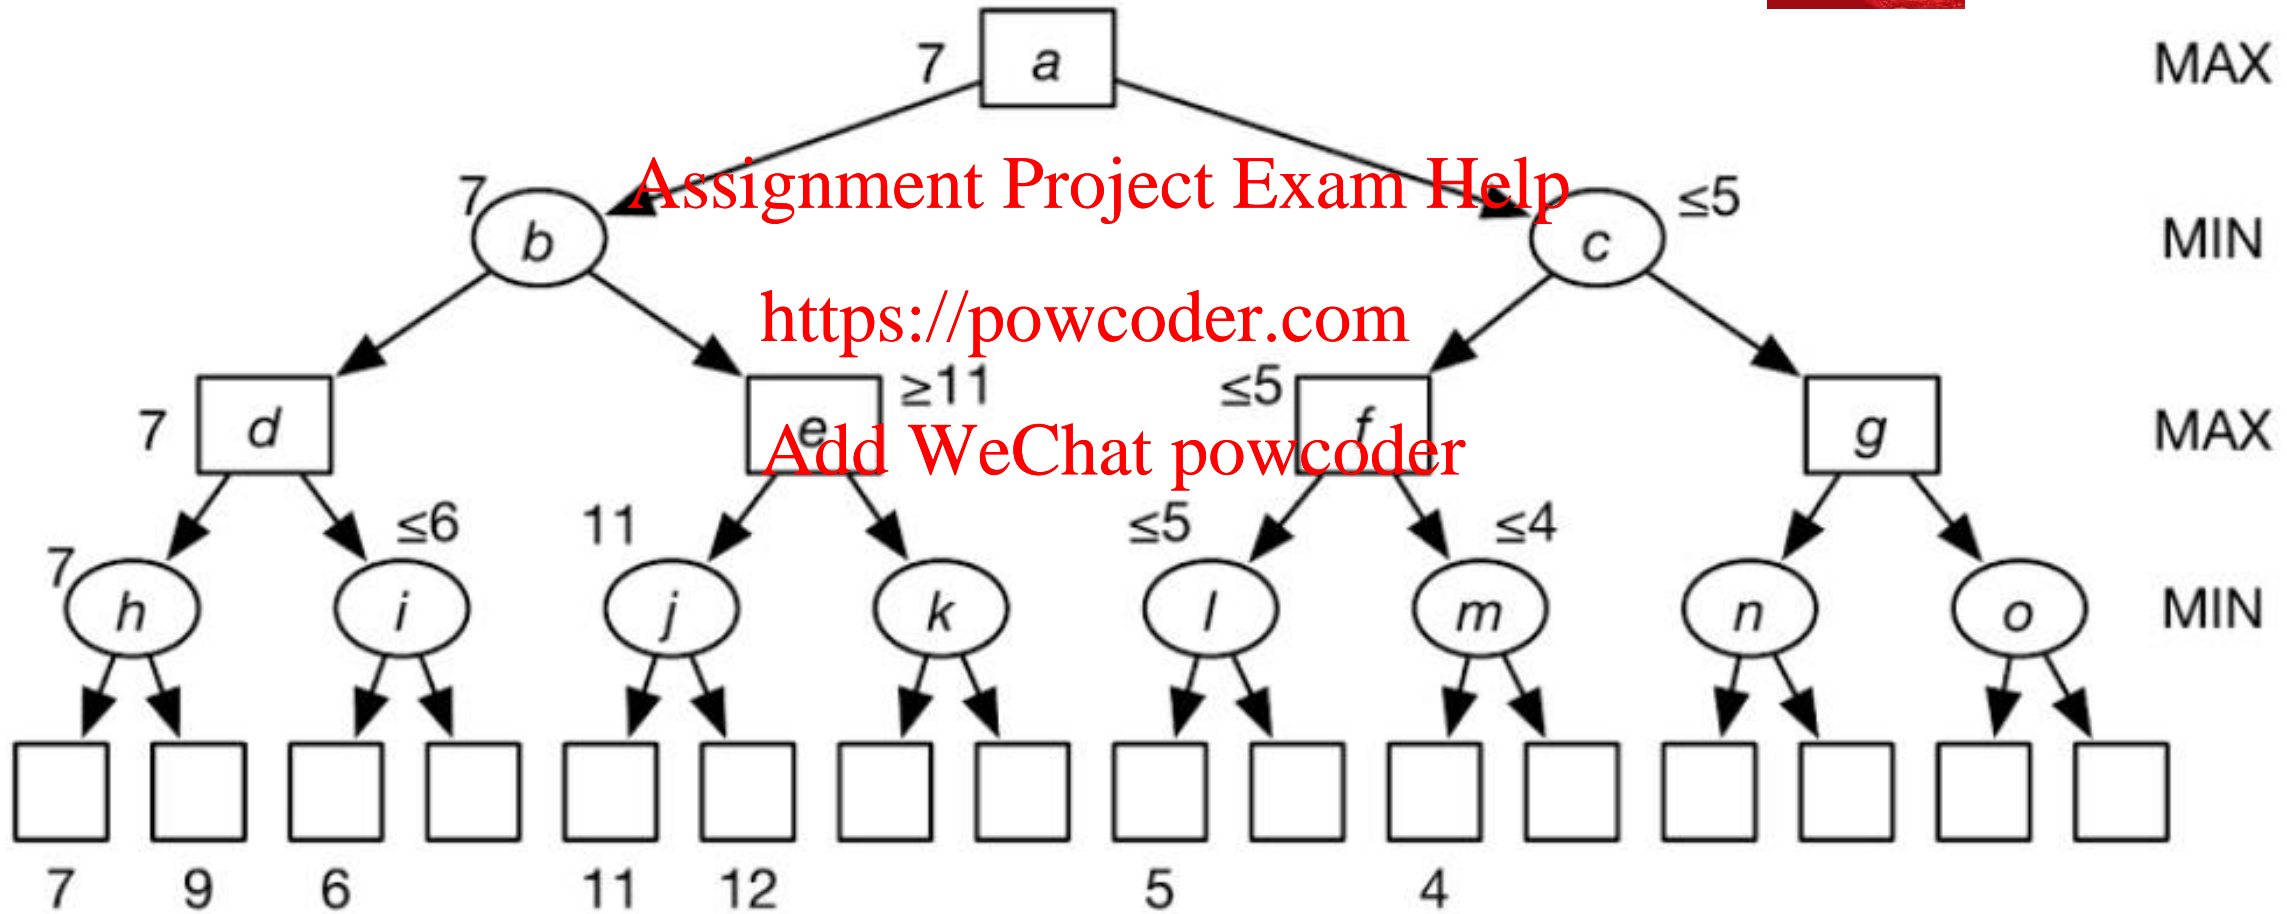 7 a MAX
Assignment Project Exam Help
7 b c ≤5 MIN
https://powcoder.com
7 d e ≥11 ≤5 f g MAX
Add WeChat powcoder
≤6 11 ≤5 ≤4
7 h i j k l m n o MIN
7 9 6 11 12 5 4